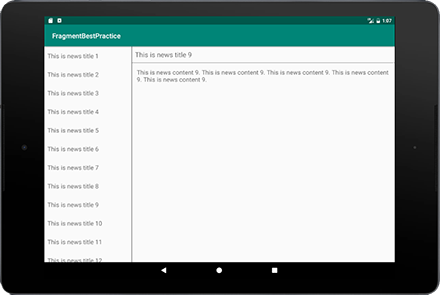 1:07
FragmentBestPractice
This is news title 1
This is news title 2
This is news title 3
This is news title 4
This is news title 5
This is news title 6
This is news title 7
This is news title 8
This is news title 9
This is news title 10
This is news title 11
This is news title 12
This is news title 9
This is news content 9. This is news content 9. This is news content 9. This is news content
9. This is news content 9.